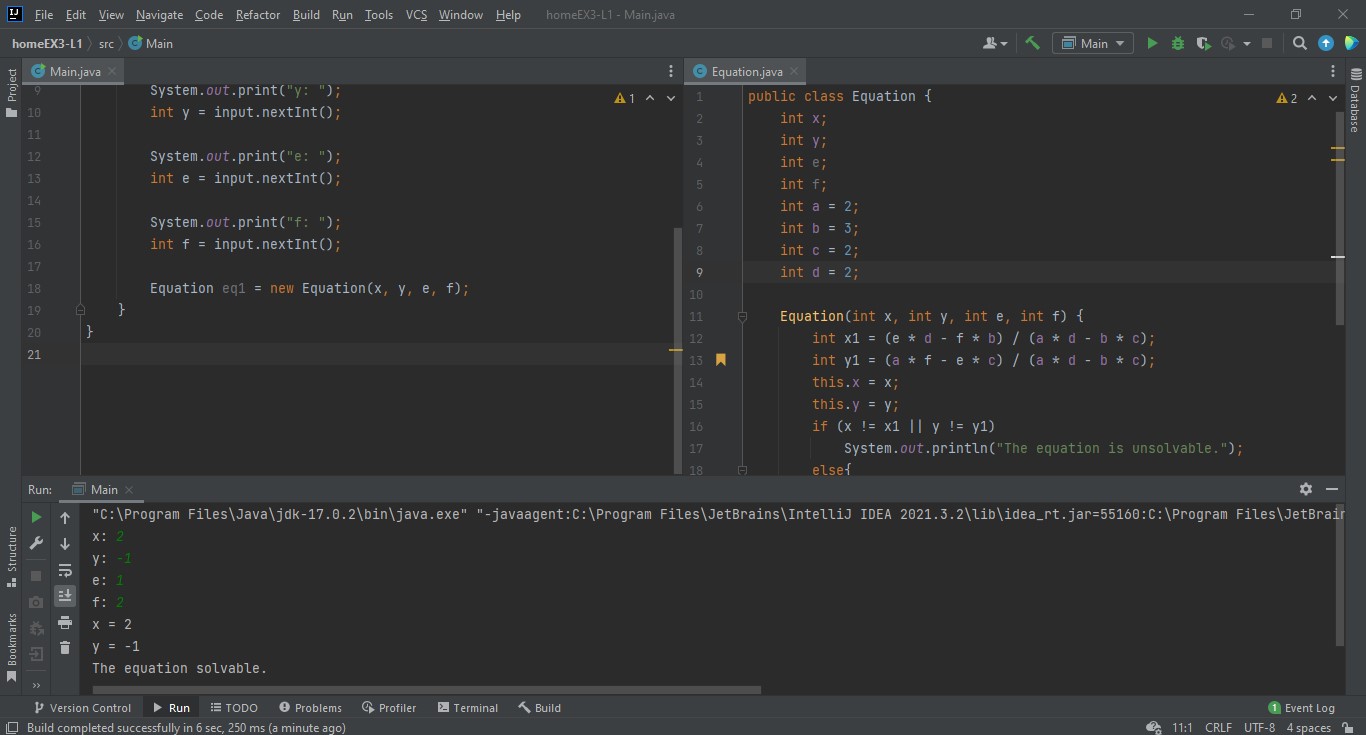 File Edit View Navigate Code Refactor Build Run Tools VCS Window Help homeEX3-L1 - Main.java
homeEX3-L1 src Main
Main
Project
Structure
Bookmarks
Database
Main.java
1
9 System.out.print("y: ");
10 int y = input.nextInt();
11
12 System.out.print("e: ");
13 int e = input.nextInt();
14
15 System.out.print("f: ");
16 int f = input.nextInt();
17
18 Equation eq1 = new Equation(x, y, e, f);
19 }
20 }
21
Equation.java
2
1 public class Equation {
2 int x;
3 int y;
4 int e;
5 int f;
6 int a = 2;
7 int b = 3;
8 int c = 2;
9 int d = 2;
10
11 Equation(int x, int y, int e, int f) {
12 int x1 = (e * d - f * b) / (a * d - b * c);
13 int y1 = (a * f - e * c) / (a * d - b * c);
14 this.x = x;
15 this.y = y;
16 if (x != x1 || y != y1)
17 System.out.println("The equation is unsolvable.");
18 else{
Run: Main
"C:\Program Files\Java\jdk-17.0.2\bin\java.exe" "-javaagent:C:\Program Files\JetBrains\IntelliJ IDEA 2021.3.2\lib\idea_rt.jar=55160:C:\Program Files\JetBrain
x: 2
y: -1
e: 1
f: 2
x = 2
y = -1
The equation solvable.
Version Control Run TODO Problems Profiler Terminal Build 1 Event Log
Build completed successfully in 6 sec, 250 ms (a minute ago) 11:1 CRLF UTF-8 4 spaces